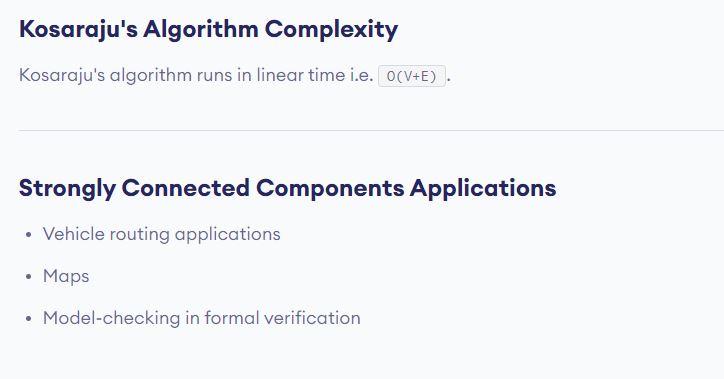 Kosaraju's Algorithm Complexity
Kosaraju's algorithm runs in linear time i.e. O(V+E).
Strongly Connected Components Applications
• Vehicle routing applications
• Maps
• Model-checking in formal verification